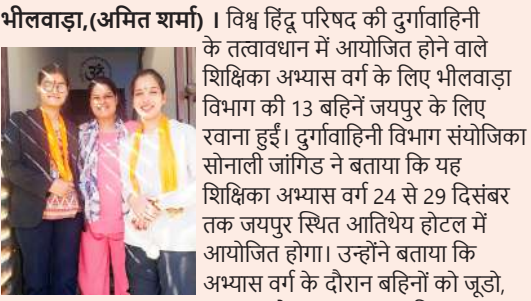 भीलवाड़ा,(अमित शर्मा) । विश्व हिंदू परिषद की दुर्गावाहिनी
के तत्वावधान में आयोजित होने वाले
शिक्षिका अभ्यास वर्ग के लिए भीलवाड़ा
विभाग की 13 बहिनें जयपुर के लिए
रवाना हुईं। दुर्गावाहिनी विभाग संयोजिका
सोनाली जांगिड ने बताया कि यह
शिक्षिका अभ्यास वर्ग 24 से 29 दिसंबर
तक जयपुर स्थित आतिथेय होटल में
आयोजित होगा। उन्होंने बताया कि
अभ्यास वर्ग के दौरान बहिनों को जूडो,
ॐ